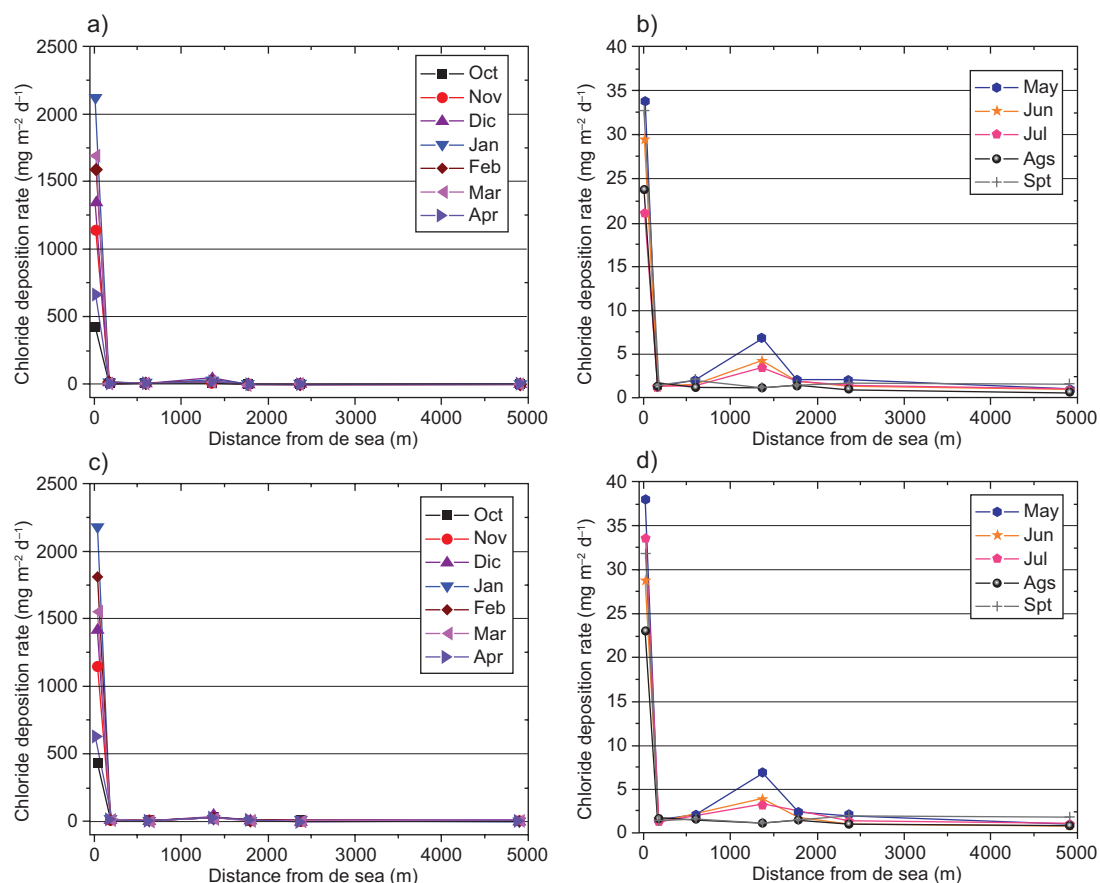 a)
Chloride deposition rate (mg m⁻² d⁻¹)
2500
2000
1500
1000
500
0
0 1000 2000 3000 4000 5000
Distance from de sea (m)
Oct
Nov
Dic
Jan
Feb
Mar
Apr
b)
Chloride deposition rate (mg m⁻² d⁻¹)
40
35
30
25
20
15
10
5
0
0 1000 2000 3000 4000 5000
Distance from de sea (m)
May
Jun
Jul
Ags
Spt
c)
Chloride deposition rate (mg m⁻² d⁻¹)
2500
2000
1500
1000
500
0
0 1000 2000 3000 4000 5000
Distance from de sea (m)
Oct
Nov
Dic
Jan
Feb
Mar
Apr
d)
Chloride deposition rate (mg m⁻² d⁻¹)
40
35
30
25
20
15
10
5
0
0 1000 2000 3000 4000 5000
Distance from de sea (m)
May
Jun
Jul
Ags
Spt